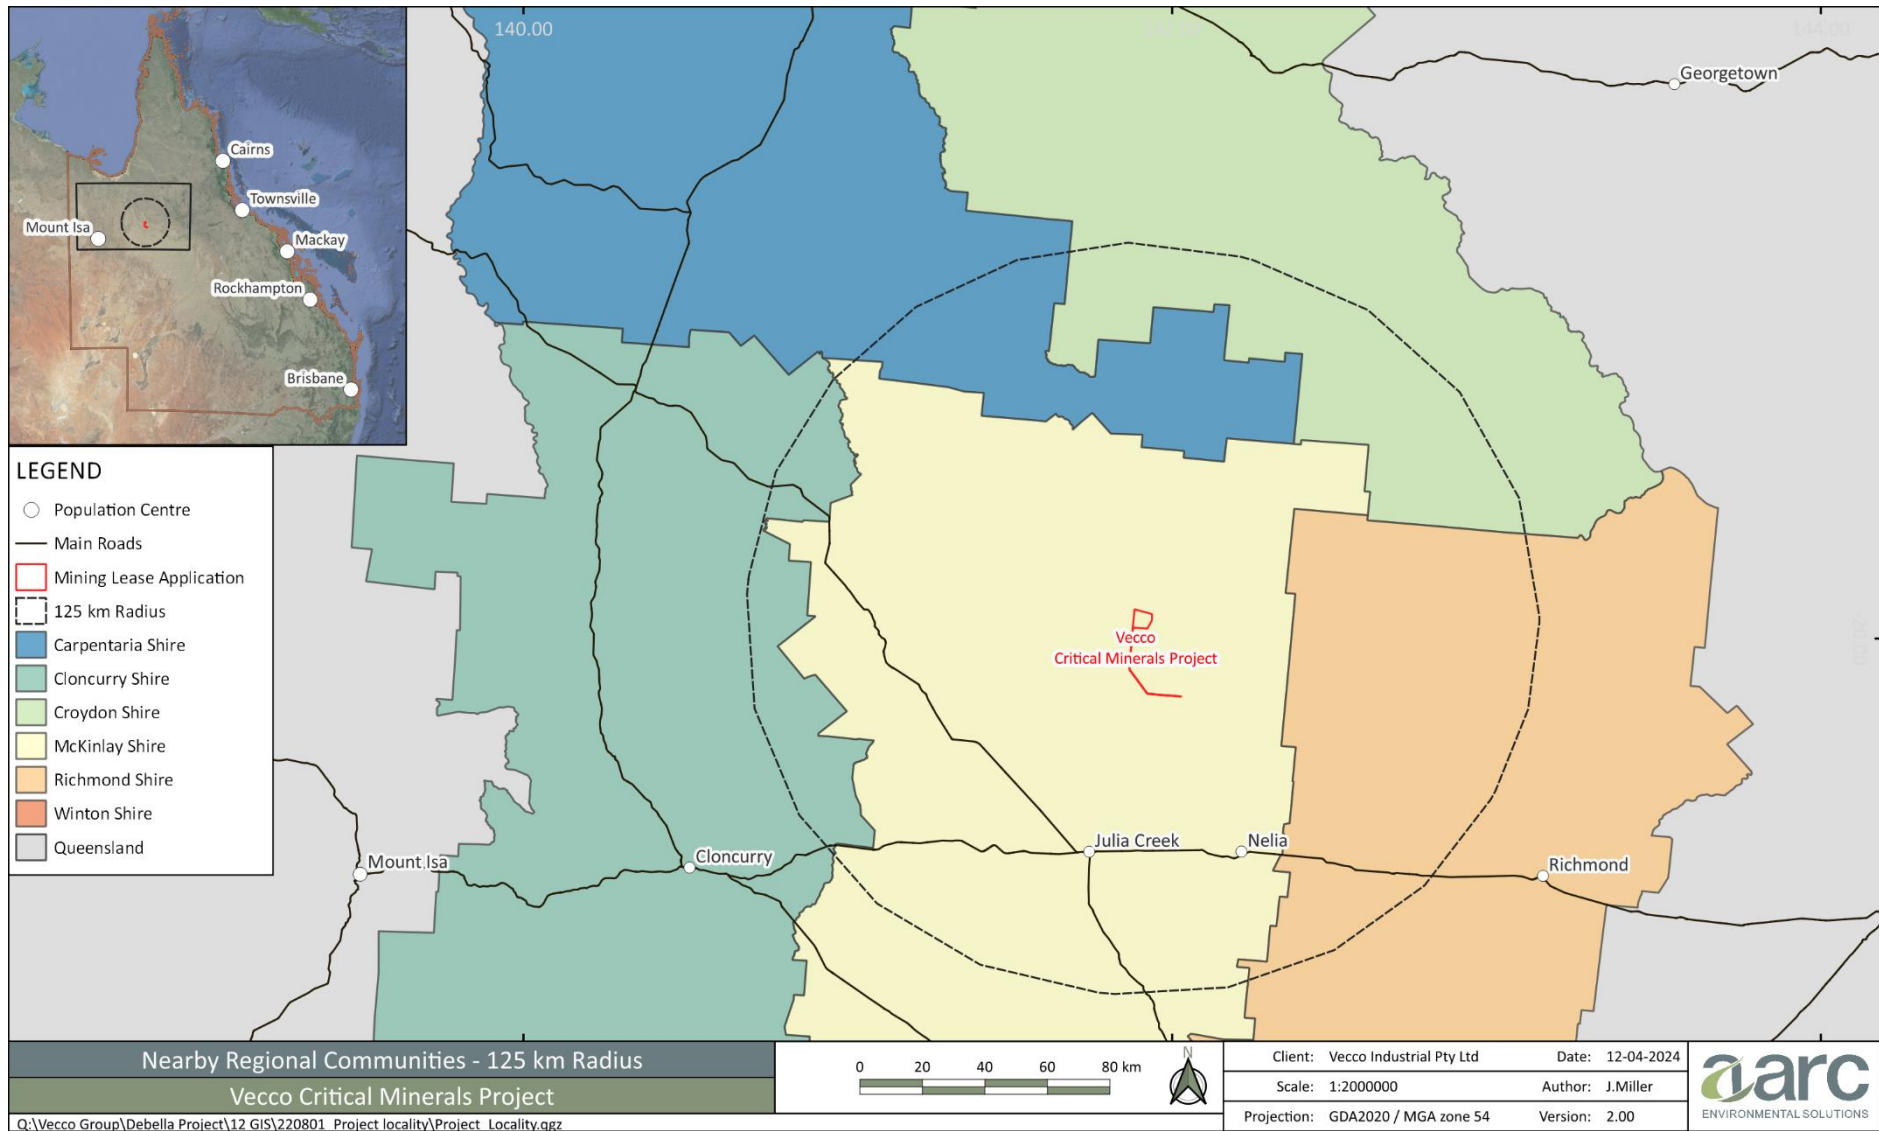 140.00
144.00
Georgetown
Cairns
Townsville
Mount Isa
Mackay
Rockhampton
Brisbane
LEGEND
Population Centre
Main Roads
Mining Lease Application
125 km Radius
Carpentaria Shire
Cloncurry Shire
Croydon Shire
McKinlay Shire
Richmond Shire
Winton Shire
Queensland
Vecco
Critical Minerals Project
20.00
Mount Isa
Cloncurry
Julia Creek
Nelia
Richmond
Nearby Regional Communities - 125 km Radius
Vecco Critical Minerals Project
Q:\Vecco Group\Debella Project\12 GIS\220801_Project locality\Project_Locality.qgz
0 20 40 60 80 km
N
Client: Vecco Industrial Pty Ltd Date: 12-04-2024
Scale: 1:2000000 Author: J.Miller
Projection: GDA2020 / MGA zone 54 Version: 2.00
aarc
ENVIRONMENTAL SOLUTIONS